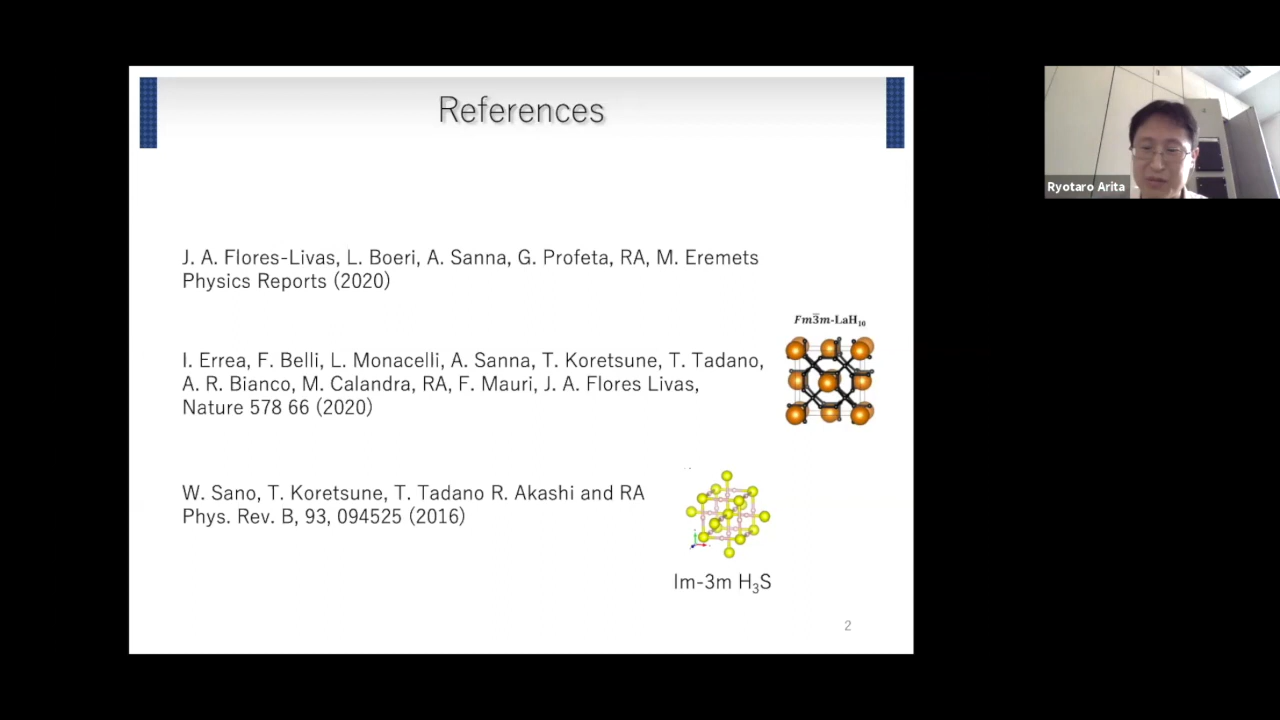 References
Ryotaro Arita
J. A. Flores-Livas, L. Boeri, A. Sanna, G. Profeta, RA, M. Eremets
Physics Reports (2020)
Fm3̅m-LaH₁₀
I. Errea, F. Belli, L. Monacelli, A. Sanna, T. Koretsune, T. Tadano,
A. R. Bianco, M. Calandra, RA, F. Mauri, J. A. Flores Livas,
Nature 578 66 (2020)
W. Sano, T. Koretsune, T. Tadano R. Akashi and RA
Phys. Rev. B, 93, 094525 (2016)
Im-3m H₃S
2